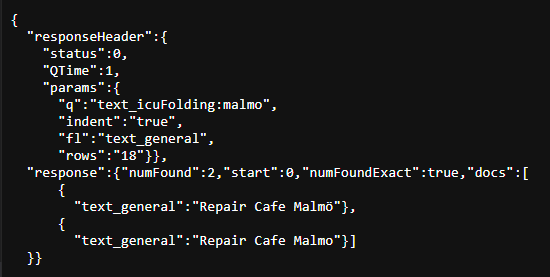 {
  "responseHeader":{
    "status":0,
    "QTime":1,
    "params":{
      "q":"text_icuFolding:malmo",
      "indent":"true",
      "fl":"text_general",
      "rows":"18"}},
  "response":{"numFound":2,"start":0,"numFoundExact":true,"docs":[
      {
        "text_general":"Repair Cafe Malmö"},
      {
        "text_general":"Repair Cafe Malmo"}]
  }}